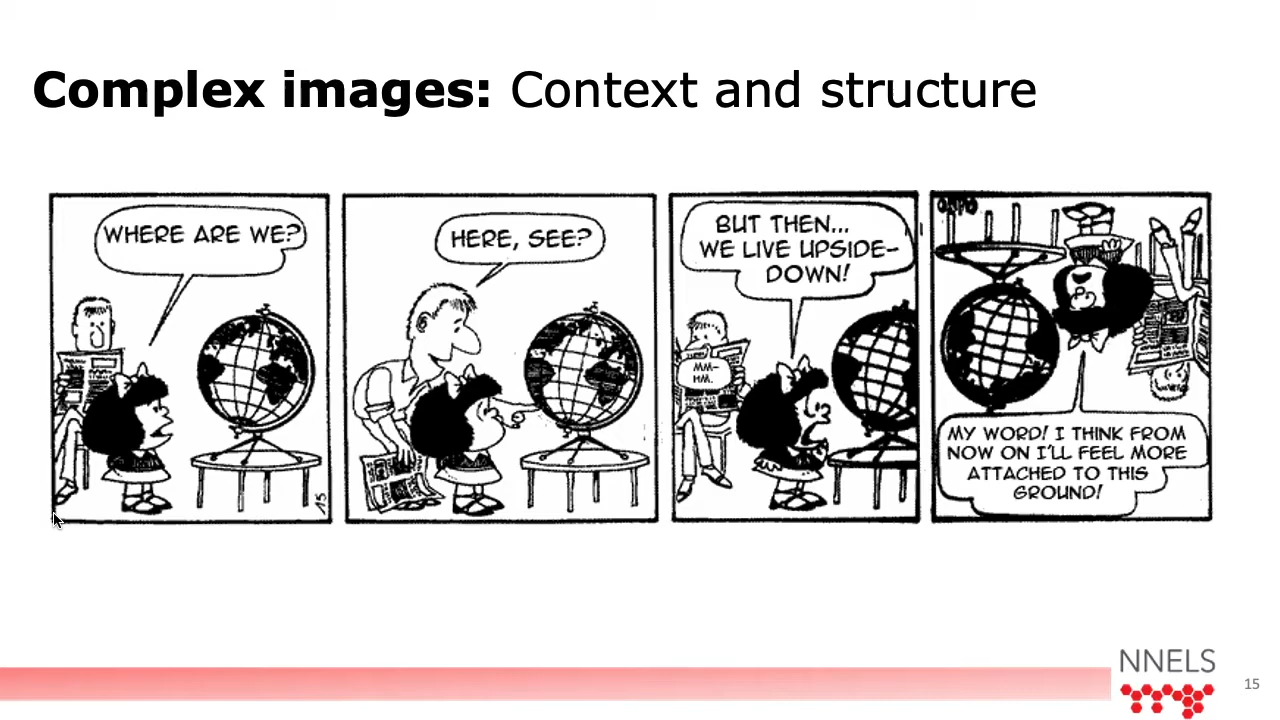 Complex images: Context and structure
WHERE ARE WE?
15
HERE, SEE?
BUT THEN...
WE LIVE UPSIDE-
DOWN!
MM-
HM.
MY WORD! I THINK FROM
NOW ON I'LL FEEL MORE
ATTACHED TO THIS
GROUND!
NNELS
15